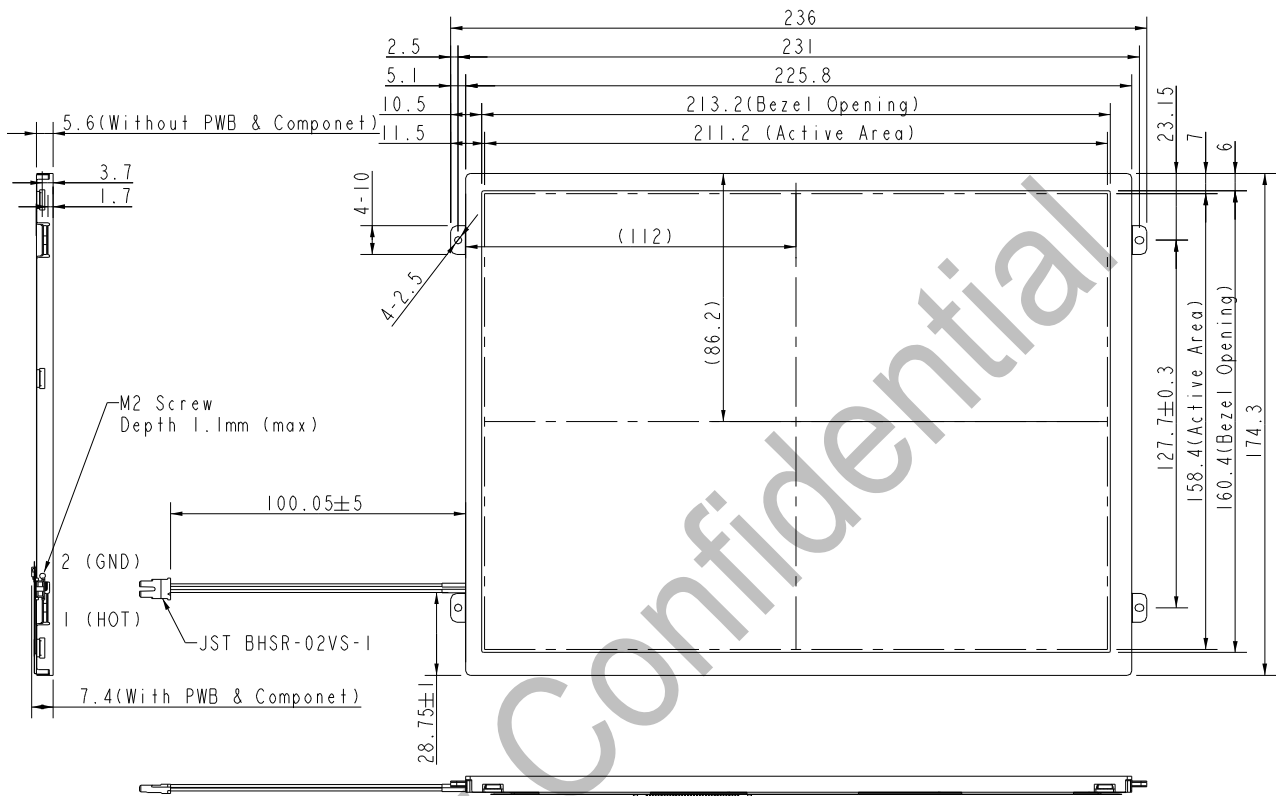 236
2.5
231
5.1
225.8
10.5
213.2(Bezel Opening)
5.6(Without PWB & Componet)
11.5
211.2 (Active Area)
23.15
7
6
3.7
1.7
4-10
(112)
4-2.5
(86.2)
127.7±0.3
158.4(Active Area)
160.4(Bezel Opening)
174.3
M2 Screw
Depth 1.1mm (max)
100.05±5
2 (GND)
1 (HOT)
JST BHSR-02VS-1
7.4(With PWB & Componet)
28.75±1
Confidential